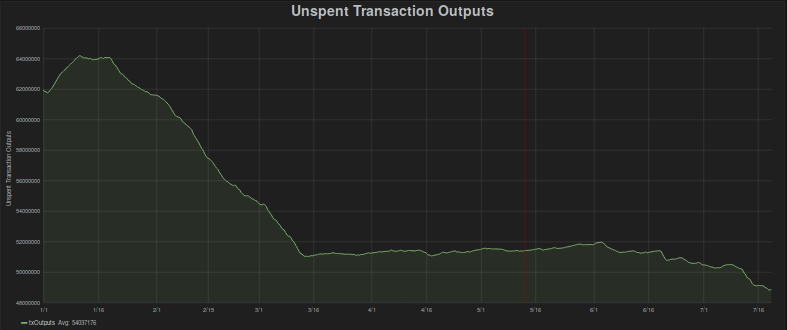 Unspent Transaction Outputs
66000000
64000000
62000000
60000000
58000000
56000000
54000000
52000000
50000000
48000000
Unspent Transaction Outputs
1/1 1/16 2/1 2/15 3/1 3/16 4/1 4/16 5/1 5/16 6/1 6/16 7/1 7/16
txOutputs Avg: 54037176